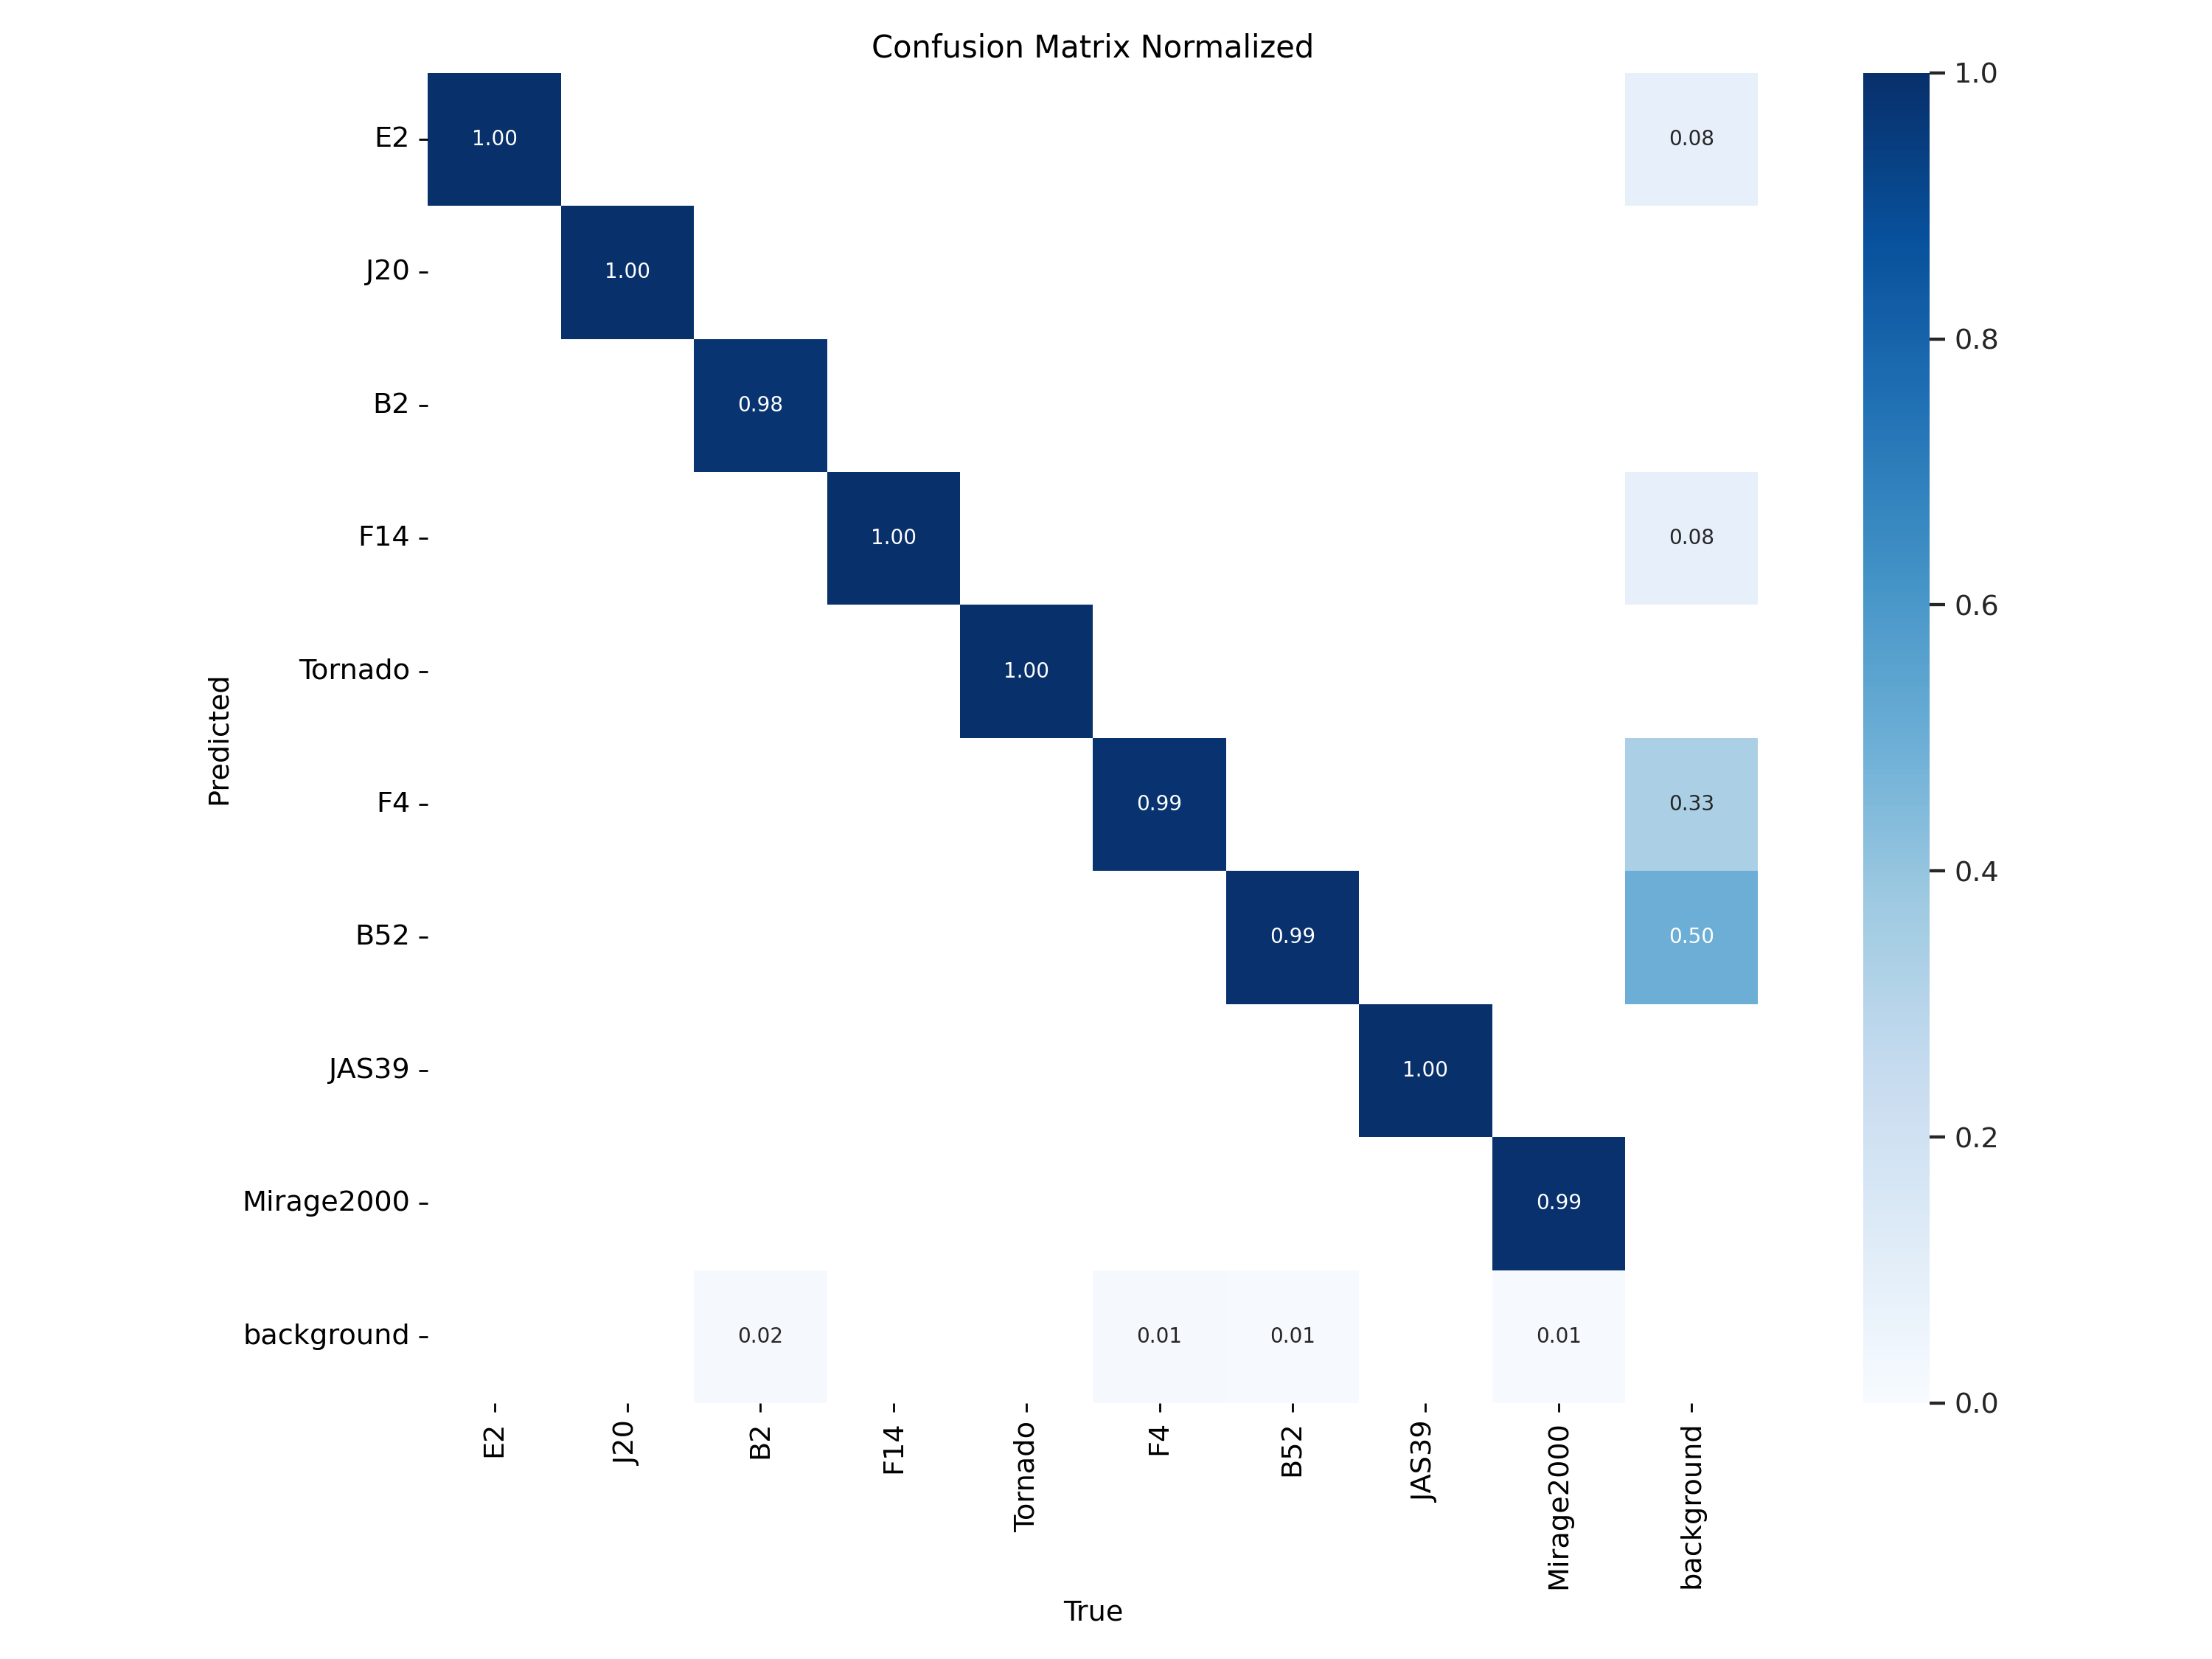 Confusion Matrix Normalized
E2
1.00
0.08
1.0
J20
1.00
B2
0.98
0.8
F14
1.00
0.08
0.6
Tornado
1.00
Predicted
F4
0.99
0.33
0.4
B52
0.99
0.50
JAS39
1.00
0.2
Mirage2000
0.99
background
0.02
0.01
0.01
0.01
0.0
E2
J20
B2
F14
Tornado
F4
B52
JAS39
Mirage2000
background
True